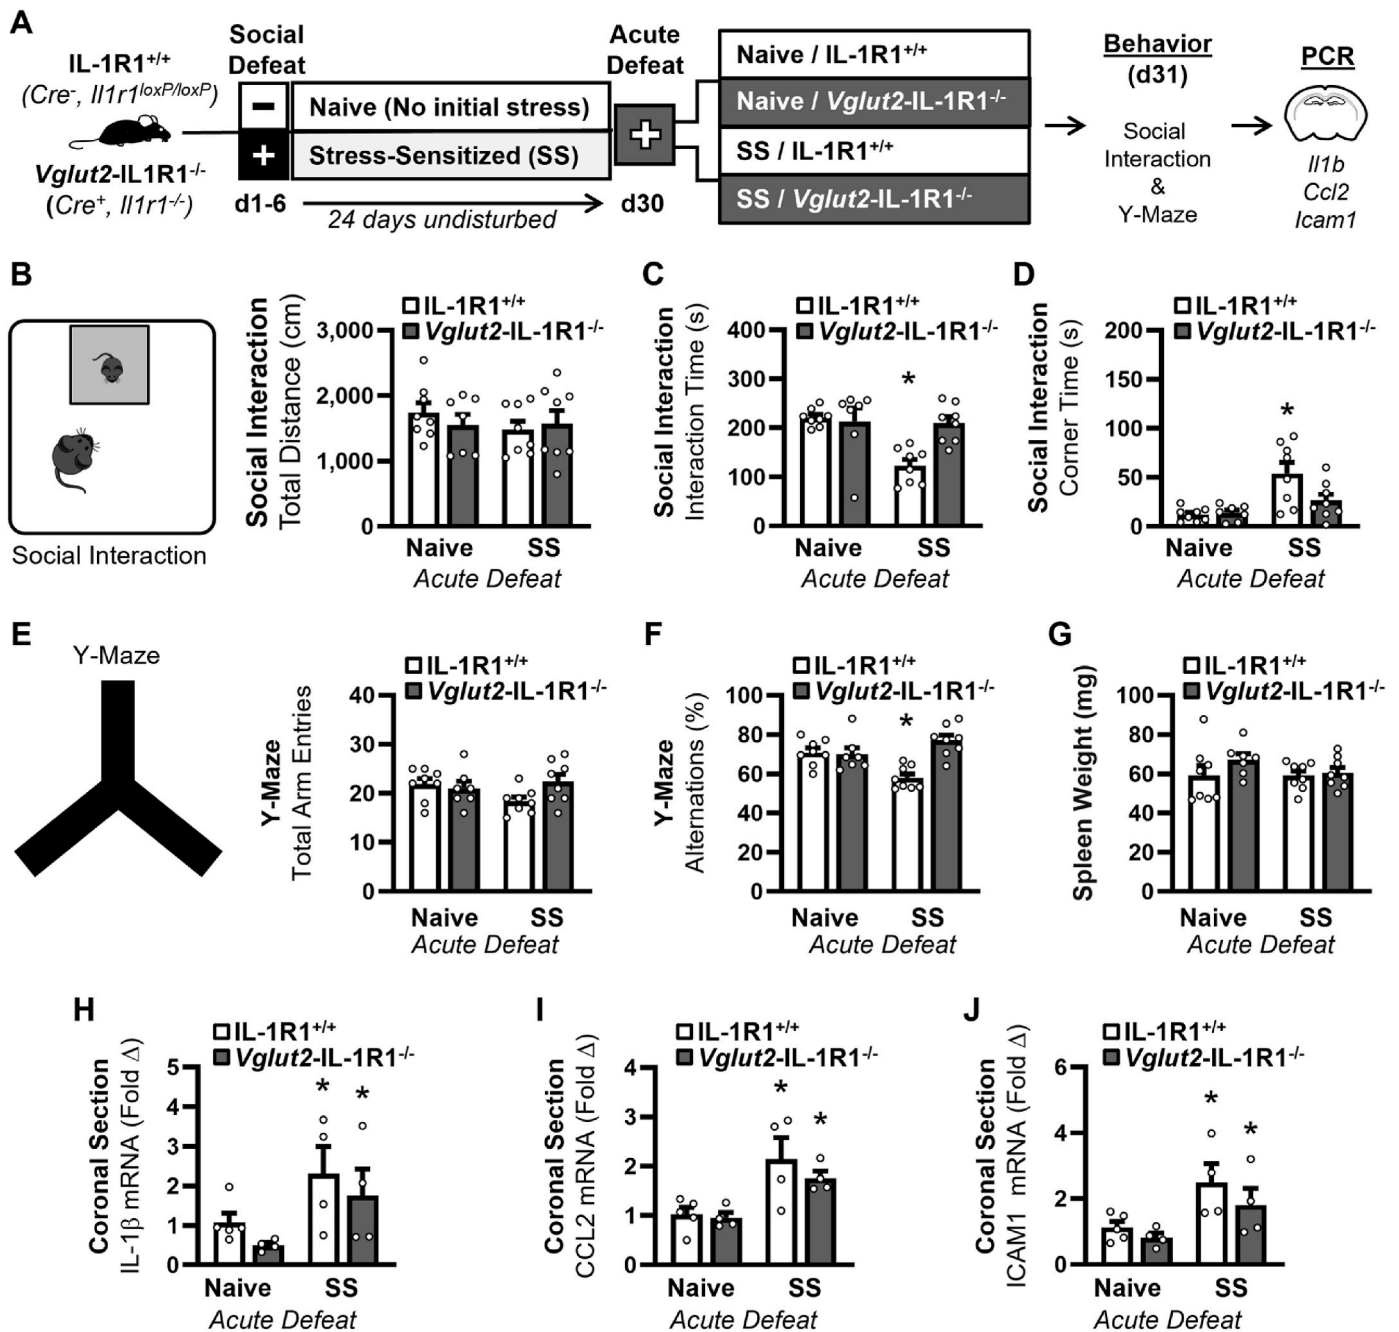 A
IL-1R1+/+
(Cre-, Il1r1loxP/loxP)
Vglut2-IL1R1-/-
(Cre+, Il1r1-/-)
Social
Defeat
-
+
d1-6
Naive (No initial stress)
Stress-Sensitized (SS)
24 days undisturbed
Acute
Defeat
+
d30
Naive / IL-1R1+/+
Naive / Vglut2-IL-1R1-/-
SS / IL-1R1+/+
SS / Vglut2-IL-1R1-/-
Behavior
(d31)
Social
Interaction
&
Y-Maze
PCR
Il1b
Ccl2
Icam1
B
Social Interaction
Social Interaction
Total Distance (cm)
IL-1R1+/+
Vglut2-IL-1R1-/-
3,000
2,000
1,000
0
Naive SS
Acute Defeat
C
Social Interaction
Interaction Time (s)
IL-1R1+/+
Vglut2-IL-1R1-/-
400
300
200
100
0
*
Naive SS
Acute Defeat
D
Social Interaction
Corner Time (s)
IL-1R1+/+
Vglut2-IL-1R1-/-
200
150
100
50
0
*
Naive SS
Acute Defeat
E
Y-Maze
Y-Maze
Total Arm Entries
IL-1R1+/+
Vglut2-IL-1R1-/-
40
30
20
10
0
Naive SS
Acute Defeat
F
Y-Maze
Alternations (%)
IL-1R1+/+
Vglut2-IL-1R1-/-
100
80
60
40
20
0
*
Naive SS
Acute Defeat
G
Spleen Weight (mg)
IL-1R1+/+
Vglut2-IL-1R1-/-
100
80
60
40
20
0
Naive SS
Acute Defeat
H
Coronal Section
IL-1β mRNA (Fold Δ)
IL-1R1+/+
Vglut2-IL-1R1-/-
5
4
3
2
1
0
* *
Naive SS
Acute Defeat
I
Coronal Section
CCL2 mRNA (Fold Δ)
IL-1R1+/+
Vglut2-IL-1R1-/-
4
3
2
1
0
* *
Naive SS
Acute Defeat
J
Coronal Section
ICAM1 mRNA (Fold Δ)
IL-1R1+/+
Vglut2-IL-1R1-/-
6
4
2
0
* *
Naive SS
Acute Defeat